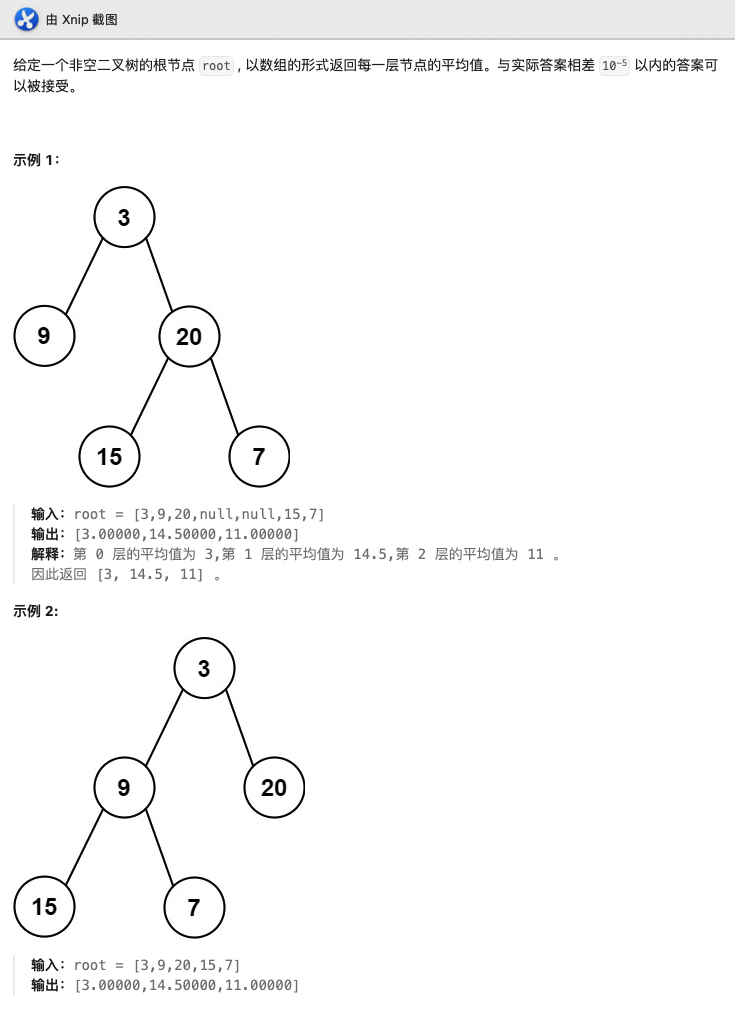 由 Xnip 截图
给定一个非空二叉树的根节点 root , 以数组的形式返回每一层节点的平均值。与实际答案相差 10⁻⁵ 以内的答案可
以被接受。
示例 1：
3
9
20
15
7
输入：root = [3,9,20,null,null,15,7]
输出：[3.00000,14.50000,11.00000]
解释：第 0 层的平均值为 3,第 1 层的平均值为 14.5,第 2 层的平均值为 11 。
因此返回 [3, 14.5, 11] 。
示例 2:
3
9
20
15
7
输入：root = [3,9,20,15,7]
输出：[3.00000,14.50000,11.00000]